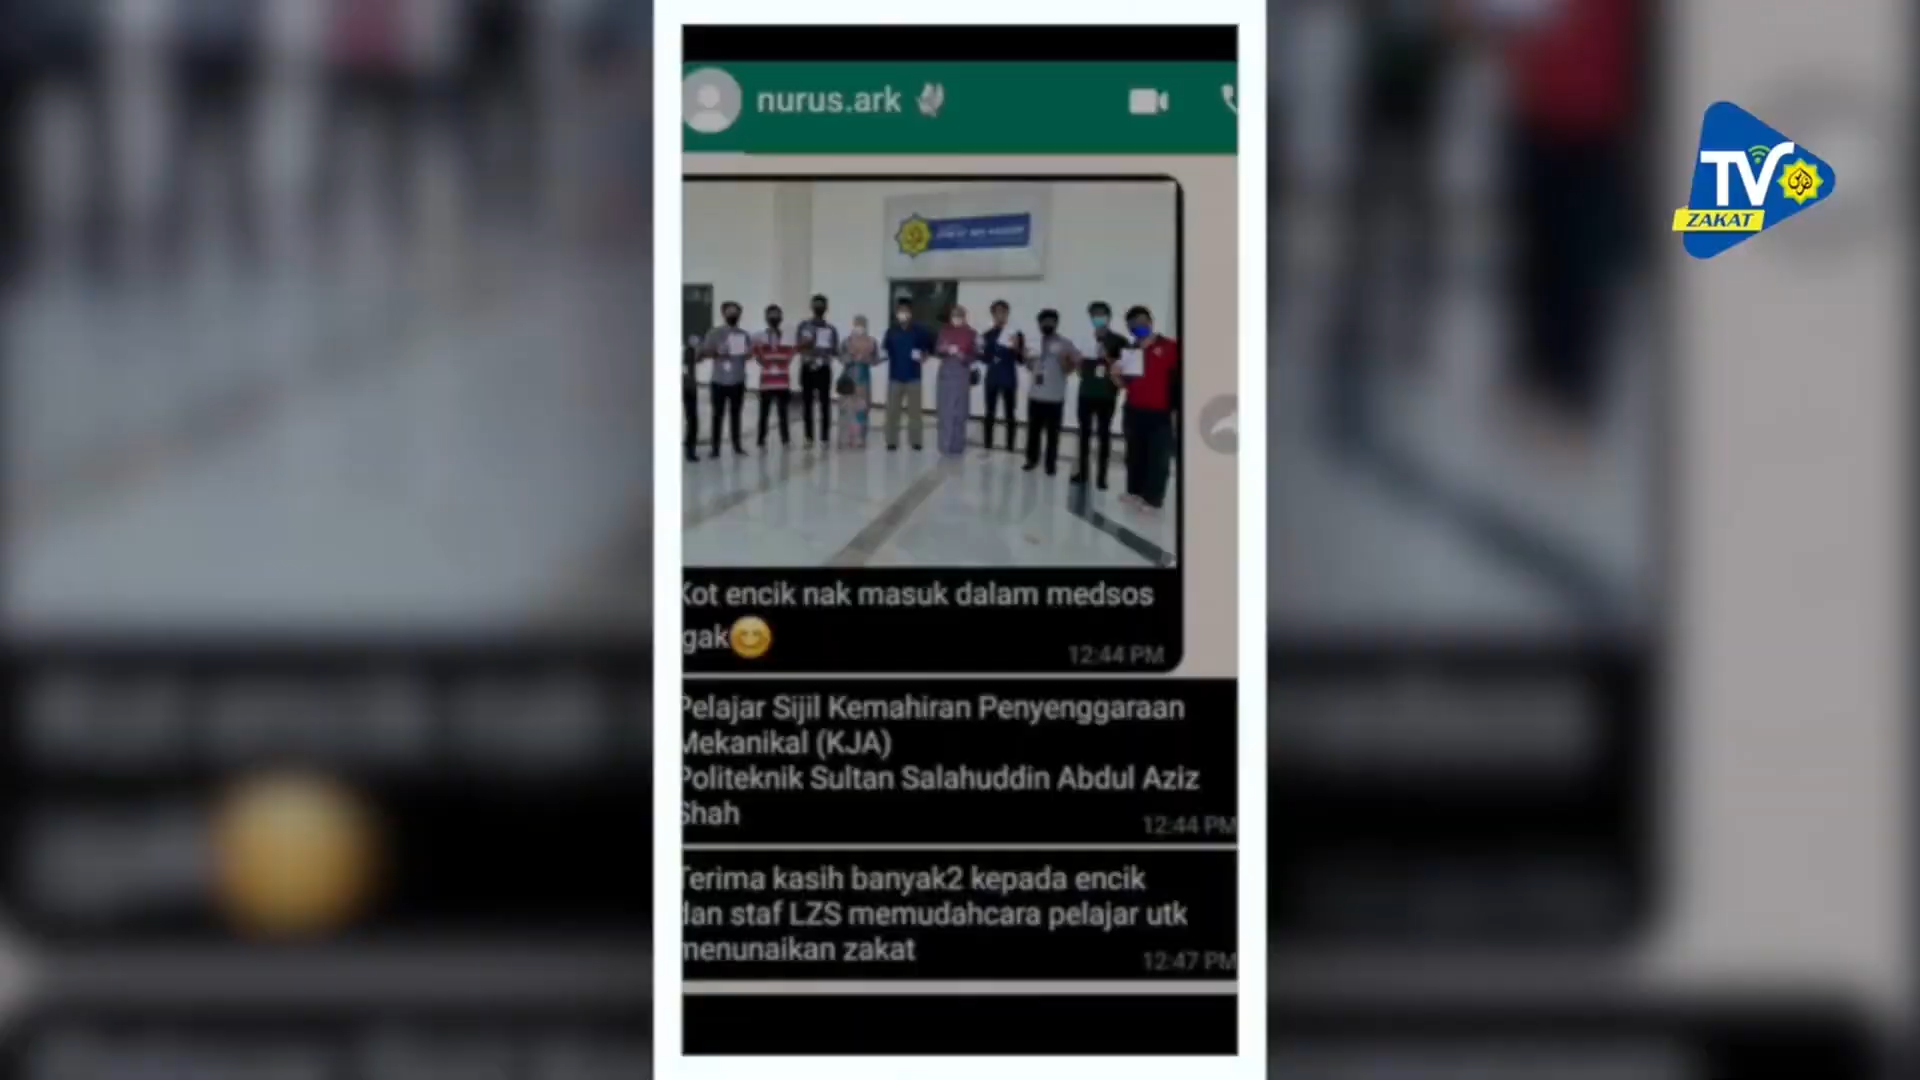 nurus.ark
TV
ZAKAT
Kot encik nak masuk dalam medsos
gak😊
12:44 PM
Pelajar Sijil Kemahiran Penyenggaraan
Mekanikal (KJA)
Politeknik Sultan Salahuddin Abdul Aziz
Shah
12:44 PM
Terima kasih banyak2 kepada encik
dan staf LZS memudahcara pelajar utk
menunaikan zakat
12:47 PM